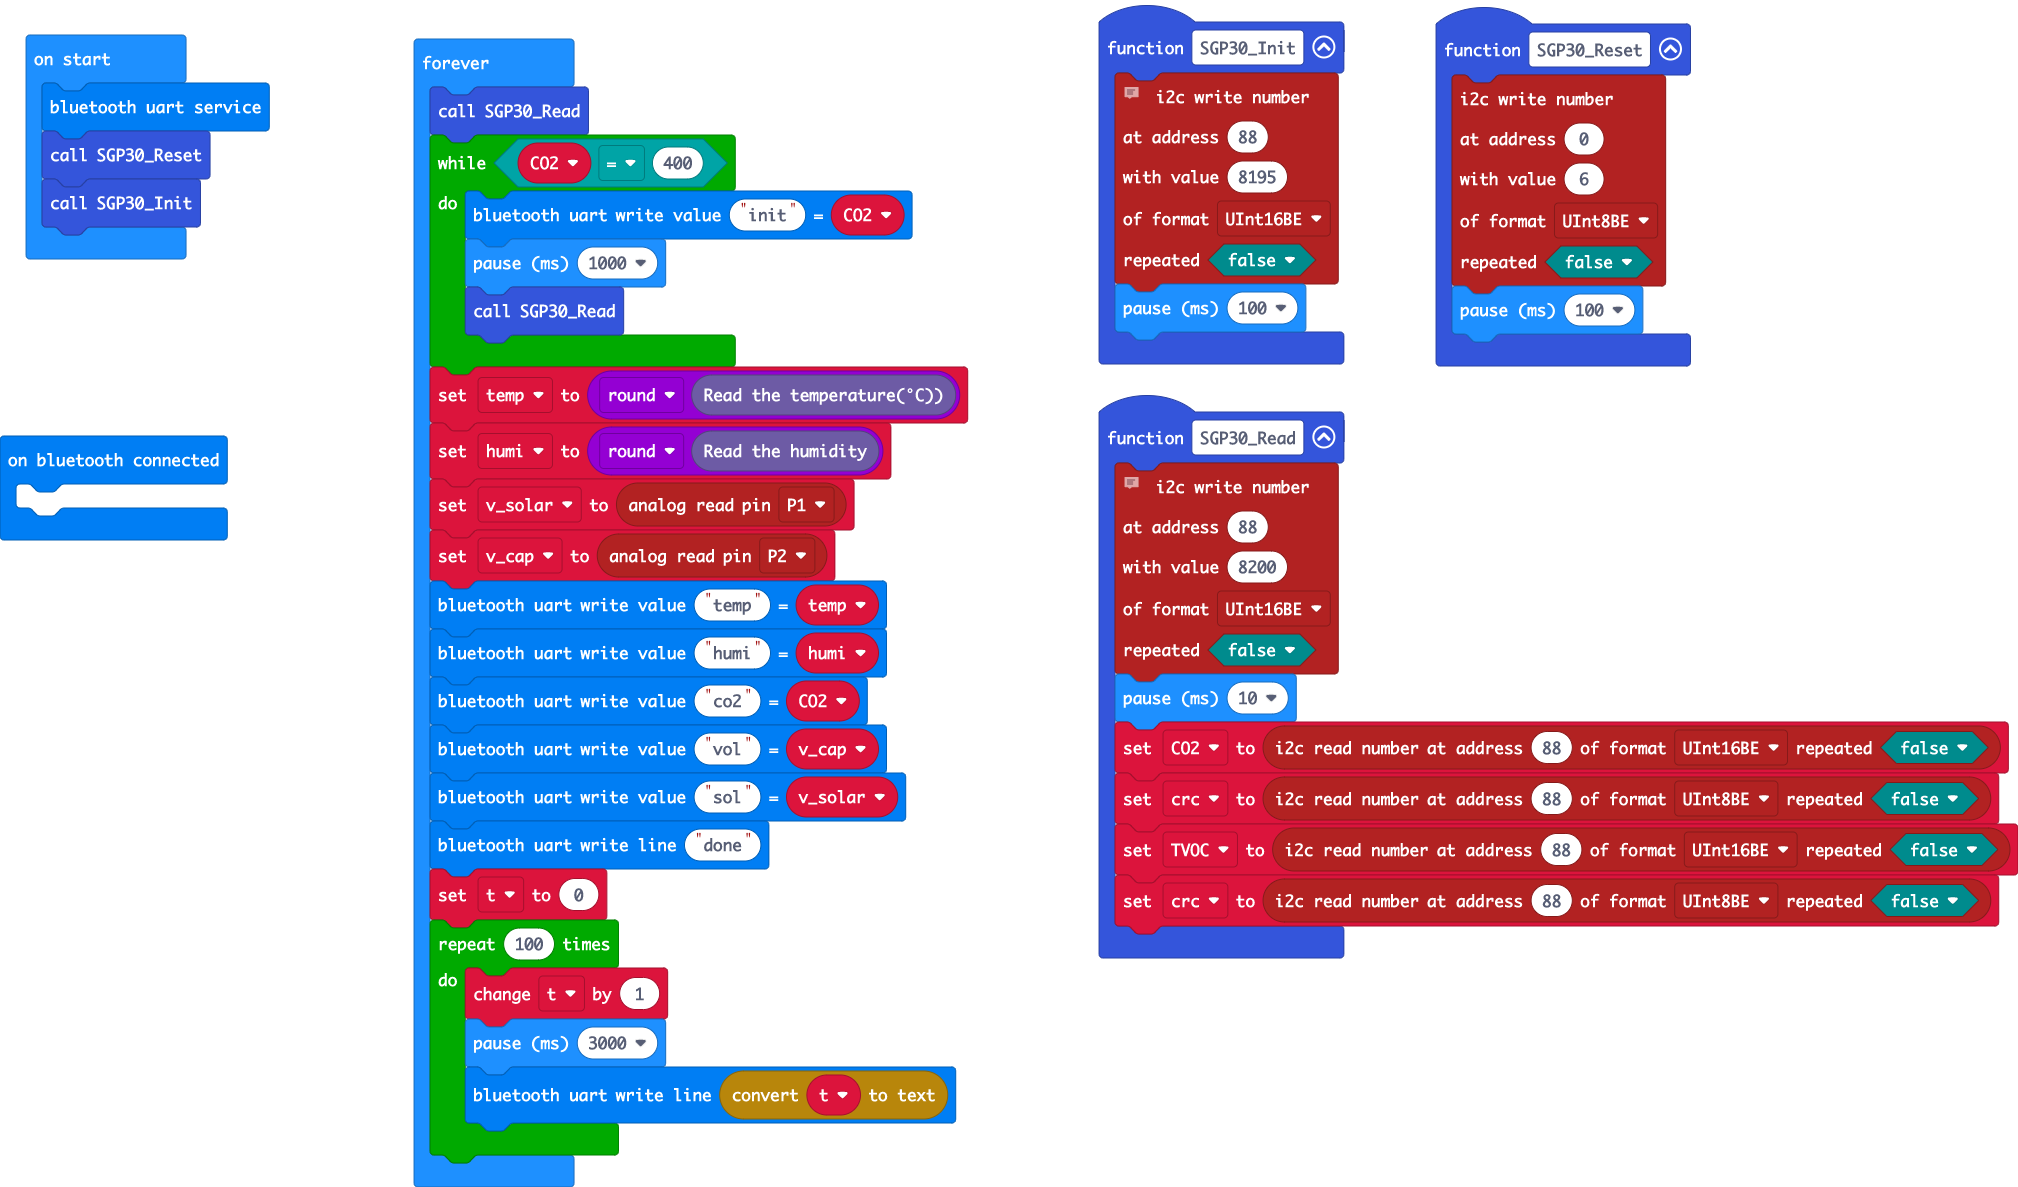 on start
bluetooth uart service
call SGP30_Reset
call SGP30_Init
on bluetooth connected
forever
call SGP30_Read
while CO2 = 400
do
bluetooth uart write value "init" = CO2
pause (ms) 1000
call SGP30_Read
set temp to round Read the temperature(°C))
set humi to round Read the humidity
set v_solar to analog read pin P1
set v_cap to analog read pin P2
bluetooth uart write value "temp" = temp
bluetooth uart write value "humi" = humi
bluetooth uart write value "co2" = CO2
bluetooth uart write value "vol" = v_cap
bluetooth uart write value "sol" = v_solar
bluetooth uart write line "done"
set t to 0
repeat 100 times
do
change t by 1
pause (ms) 3000
bluetooth uart write line convert t to text
function SGP30_Init
i2c write number
at address 88
with value 8195
of format UInt16BE
repeated false
pause (ms) 100
function SGP30_Reset
i2c write number
at address 0
with value 6
of format UInt8BE
repeated false
pause (ms) 100
function SGP30_Read
i2c write number
at address 88
with value 8200
of format UInt16BE
repeated false
pause (ms) 10
set CO2 to i2c read number at address 88 of format UInt16BE repeated false
set crc to i2c read number at address 88 of format UInt8BE repeated false
set TVOC to i2c read number at address 88 of format UInt16BE repeated false
set crc to i2c read number at address 88 of format UInt8BE repeated false